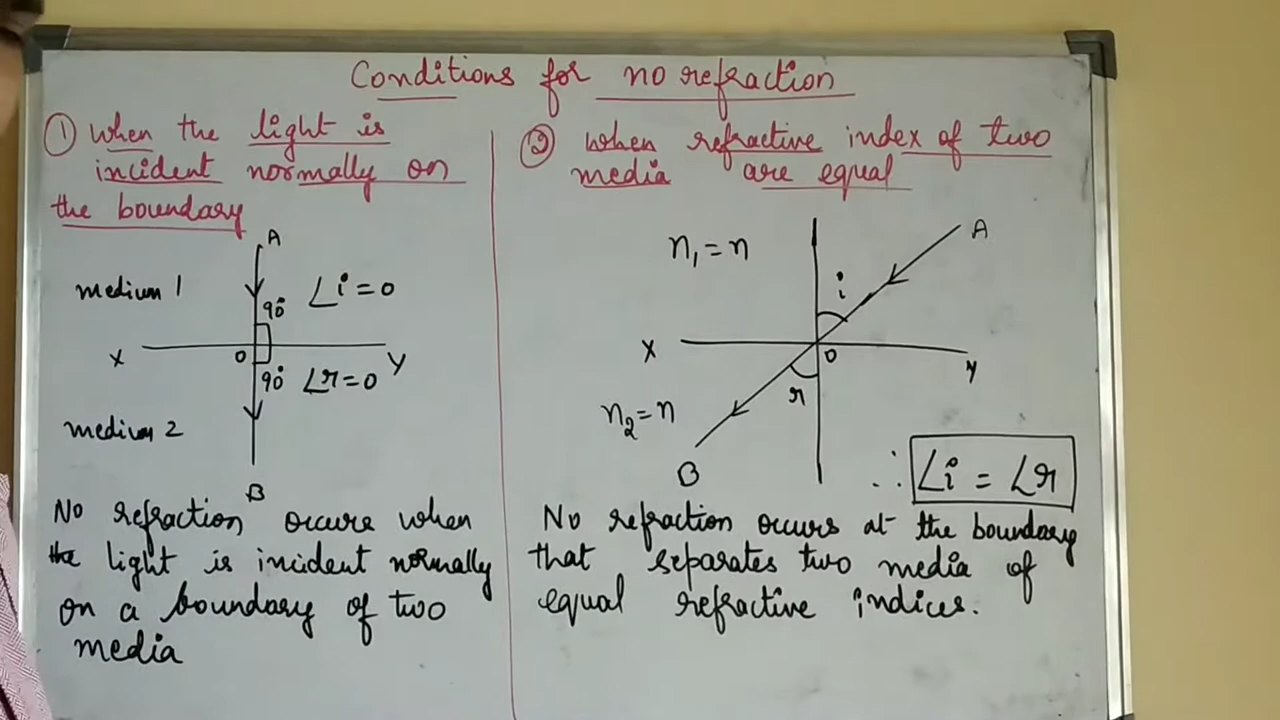 Conditions for no refraction
① When the light is
incident normally on
the boundary
A
medium 1
90° ∠i = 0
X O Y
90° ∠r = 0
medium 2
B
No refraction occurs when
the light is incident normally
on a boundary of two
media
② When refractive index of two
media are equal
n₁ = n
A
i
X O Y
r
n₂ = n
B
∴ ∠i = ∠r
No refraction occurs at the boundary
that separates two media of
equal refractive indices.